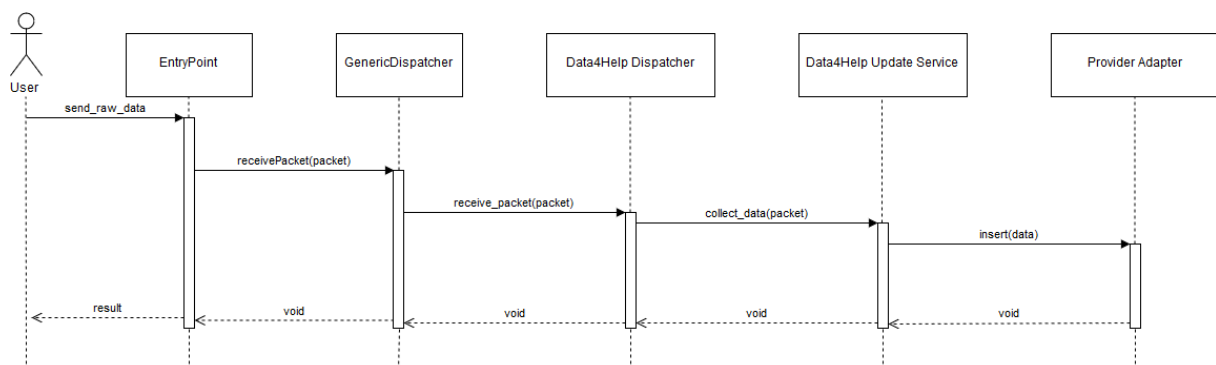 EntryPoint
GenericDispatcher
Data4Help Dispatcher
Data4Help Update Service
Provider Adapter
User
send_raw_data
receivePacket(packet)
receive_packet(packet)
collect_data(packet)
insert(data)
result
void
void
void
void